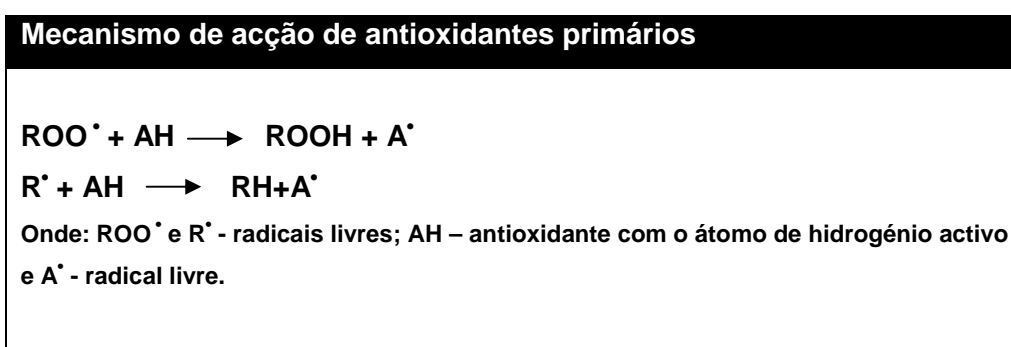 Mecanismo de acção de antioxidantes primários
ROO• + AH → ROOH + A•
R• + AH → RH+A•
Onde: ROO • e R• - radicais livres; AH – antioxidante com o átomo de hidrogénio activo
e A• - radical livre.